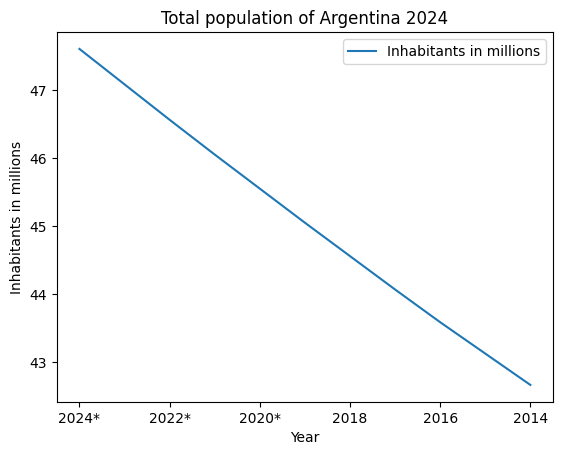 Total population of Argentina 2024
Inhabitants in millions
Inhabitants in millions
47
46
45
44
43
2024* 2022* 2020* 2018 2016 2014
Year